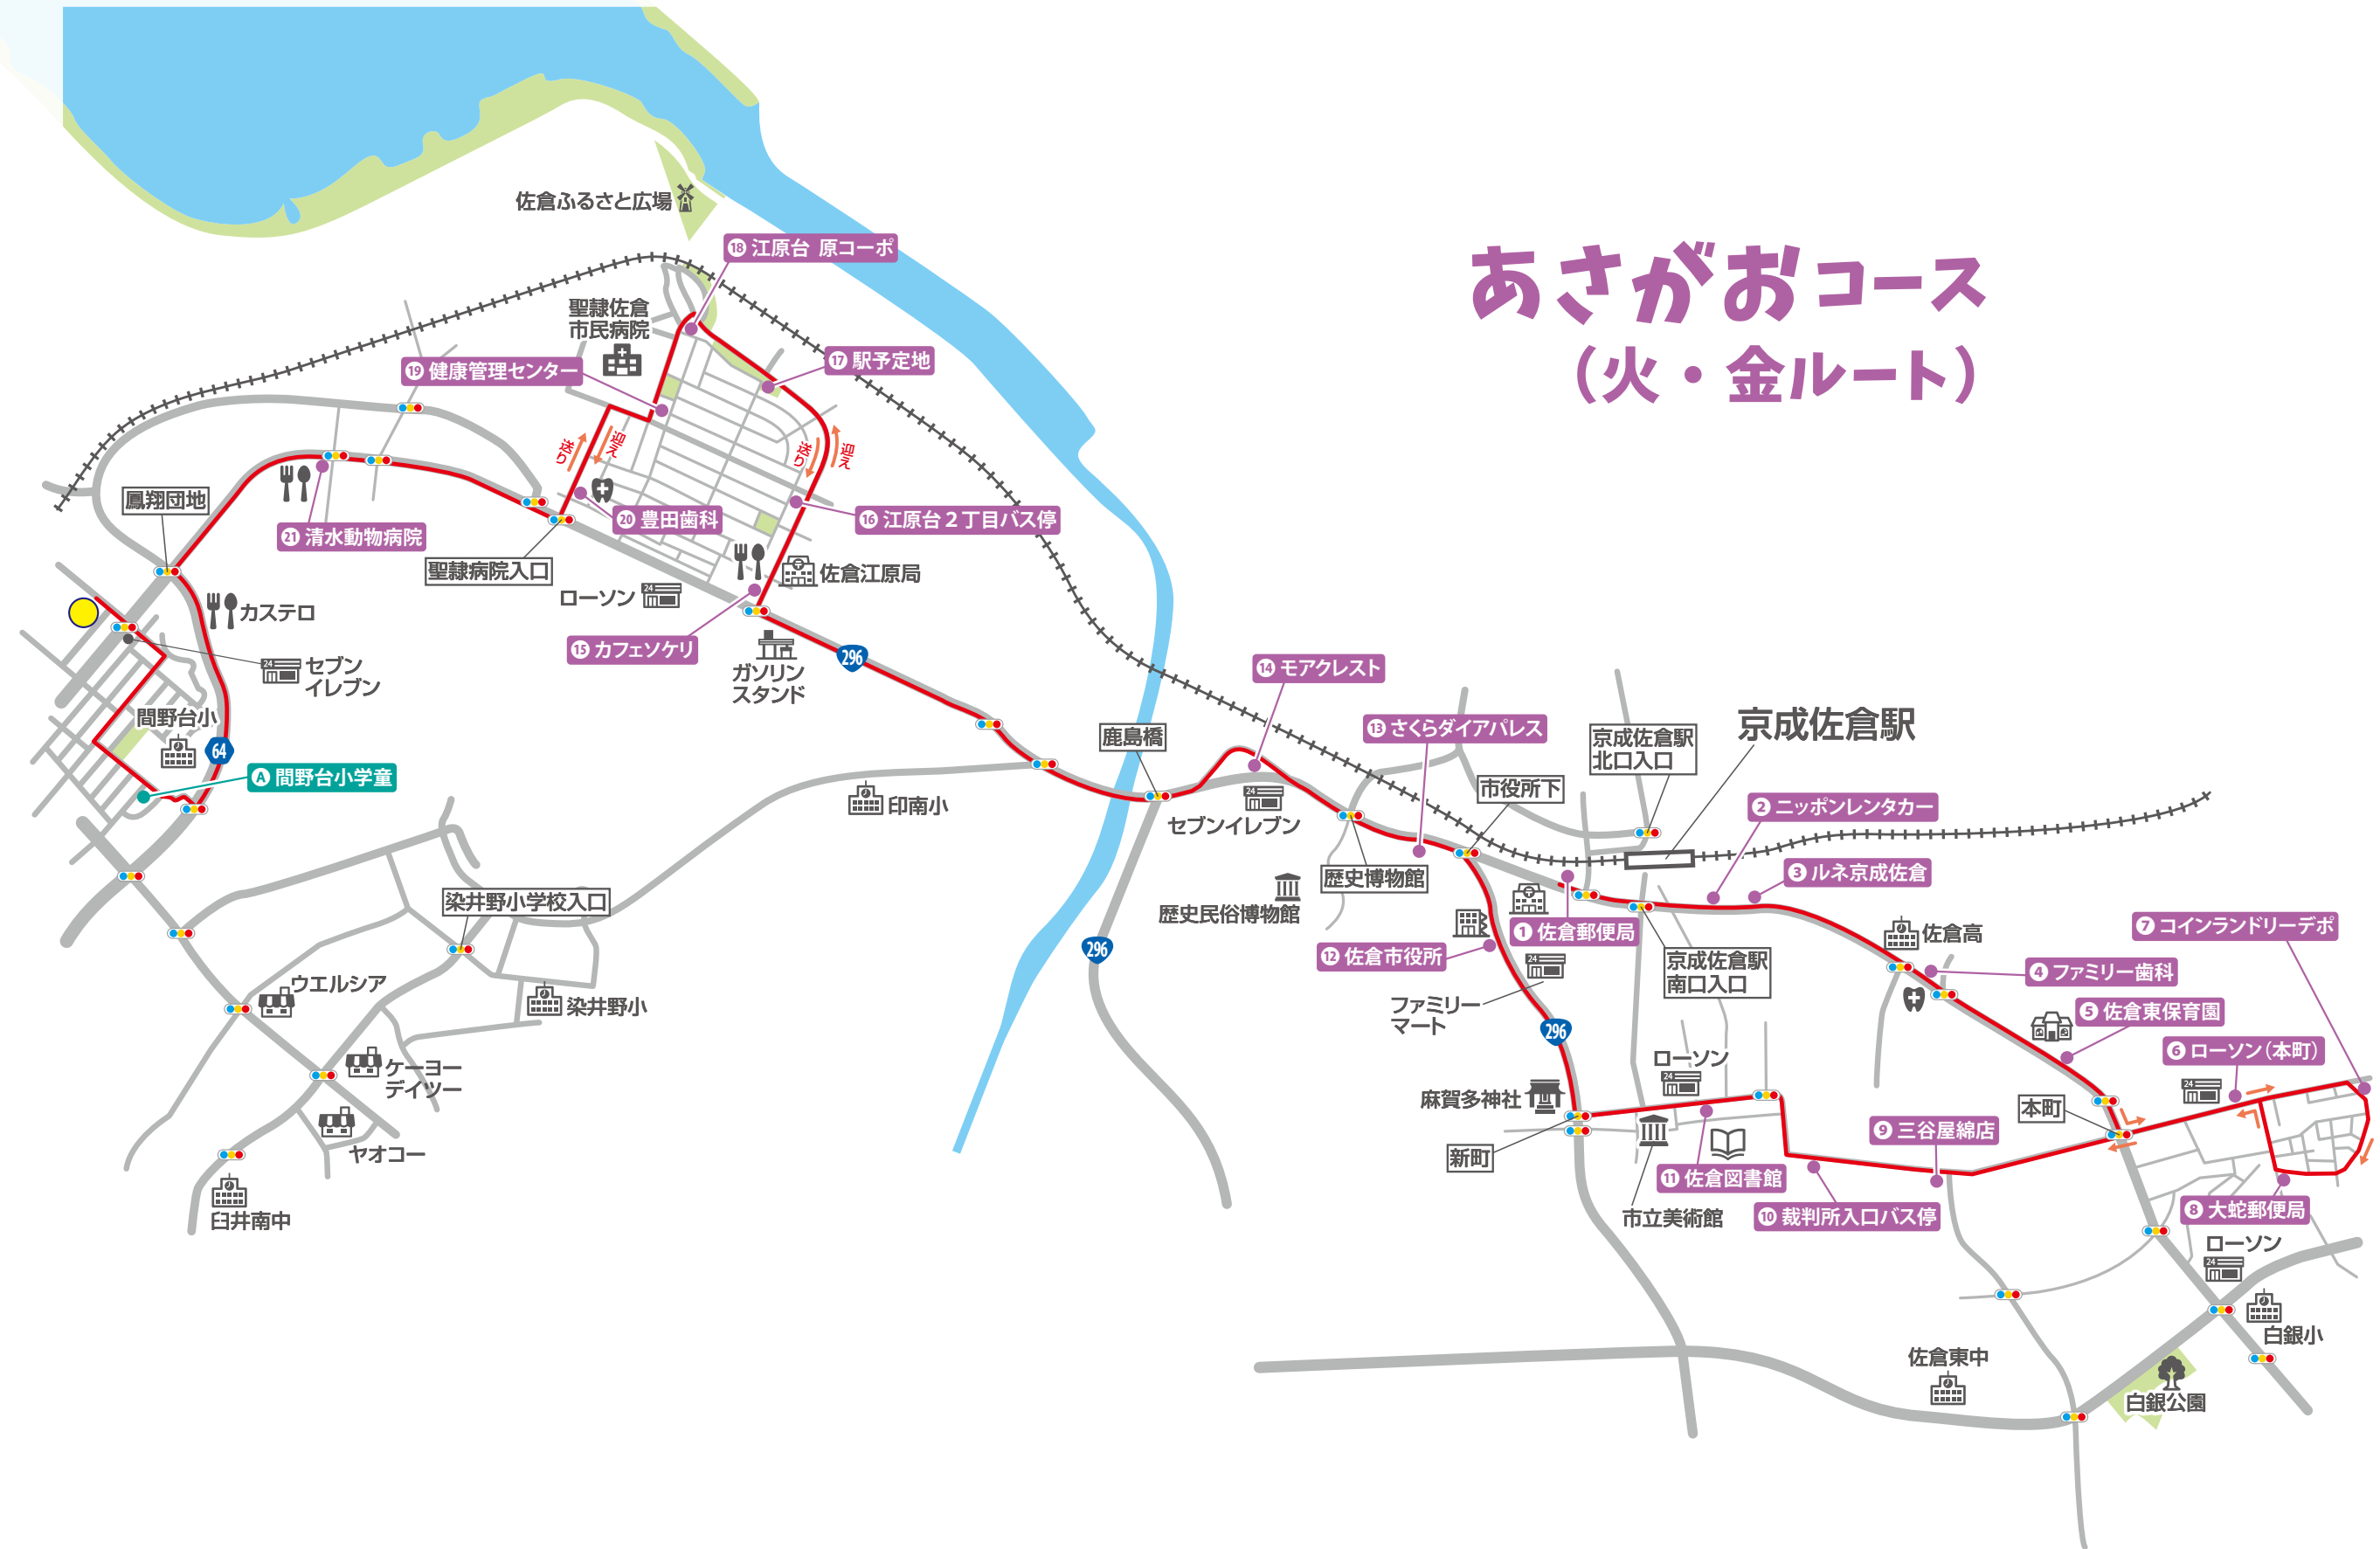 あさがおコース
（火・金ルート）
佐倉ふるさと広場
⑱ 江原台 原コーポ
聖隷佐倉
市民病院
⑰ 駅予定地
⑲ 健康管理センター
送り
迎え
送り
迎え
鳳翔団地
㉑ 清水動物病院
⑳ 豊田歯科
⑯ 江原台２丁目バス停
聖隷病院入口
佐倉江原局
ローソン
24
カステロ
⑮ カフェソケリ
セブン
イレブン
24
ガソリン
スタンド
296
間野台小
64
Ⓐ 間野台小学童
印南小
鹿島橋
⑭ モアクレスト
24
セブンイレブン
⑬ さくらダイアパレス
京成佐倉駅
北口入口
京成佐倉駅
市役所下
② ニッポンレンタカー
③ ルネ京成佐倉
歴史博物館
歴史民俗博物館
296
⑫ 佐倉市役所
① 佐倉郵便局
24
ファミリー
マート
京成佐倉駅
南口入口
佐倉高
⑦ コインランドリーデポ
④ ファミリー歯科
⑤ 佐倉東保育園
⑥ ローソン（本町）
24
296
ローソン
24
麻賀多神社
新町
本町
⑨ 三谷屋綿店
⑪ 佐倉図書館
市立美術館
⑩ 裁判所入口バス停
⑧ 大蛇郵便局
ローソン
24
白銀小
佐倉東中
白銀公園
染井野小学校入口
ウエルシア
染井野小
ケーヨー
デイツー
ヤオコー
臼井南中